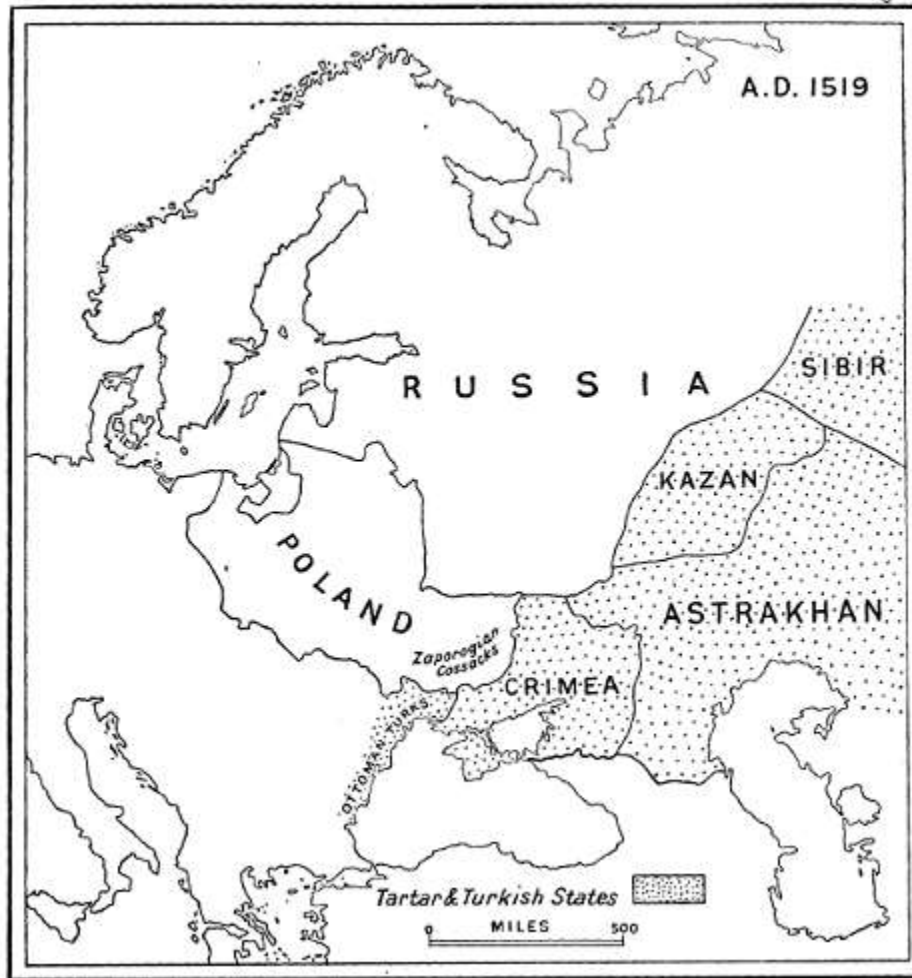 A.D. 1519
SIBIR
RUSSIA
KAZAN
POLAND
ASTRAKHAN
Zaporogian
Cossacks
CRIMEA
OTTOMAN TURKS
Tartar & Turkish States
0 MILES 500